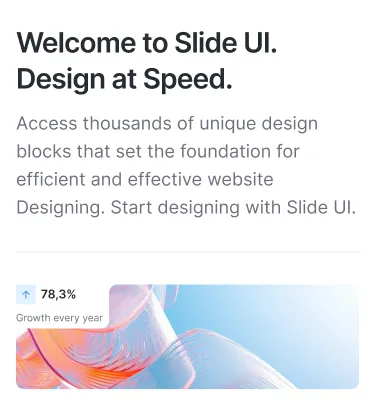 Welcome to Slide UI.
Design at Speed.
Access thousands of unique design
blocks that set the foundation for
efficient and effective website
Designing. Start designing with Slide UI.
78,3%
Growth every year